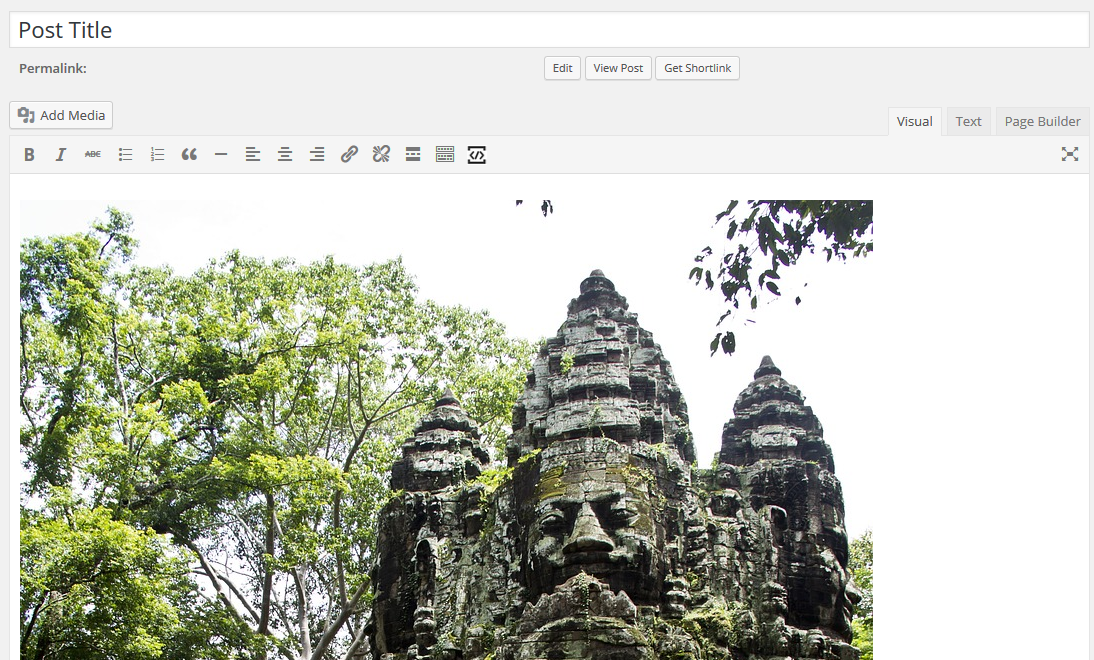 Post Title
Permalink: Edit View Post Get Shortlink
Add Media
Visual Text Page Builder
B I ABC